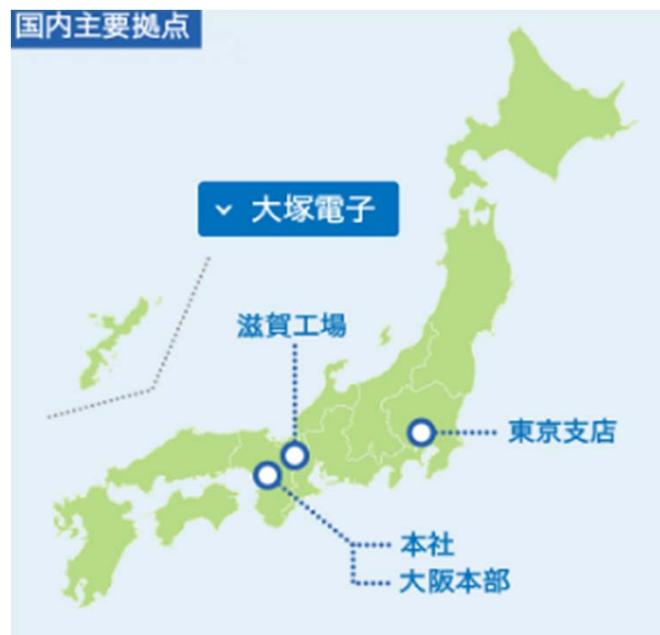 国内主要拠点
大塚電子
滋賀工場
東京支店
本社
大阪本部